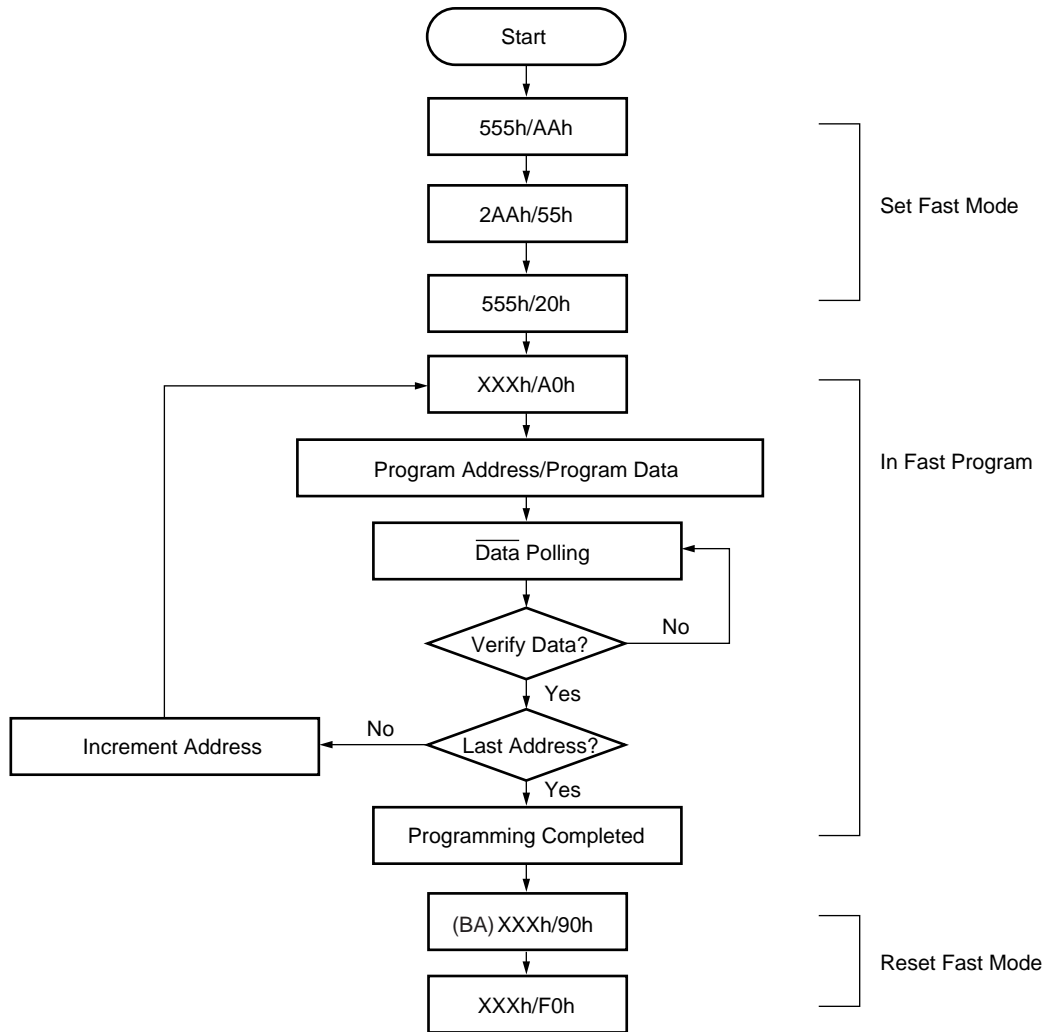 Start
555h/AAh
2AAh/55h
Set Fast Mode
555h/20h
XXXh/A0h
Program Address/Program Data
In Fast Program
Data Polling
Verify Data?
No
Yes
Increment Address
No
Last Address?
Yes
Programming Completed
(BA) XXXh/90h
Reset Fast Mode
XXXh/F0h